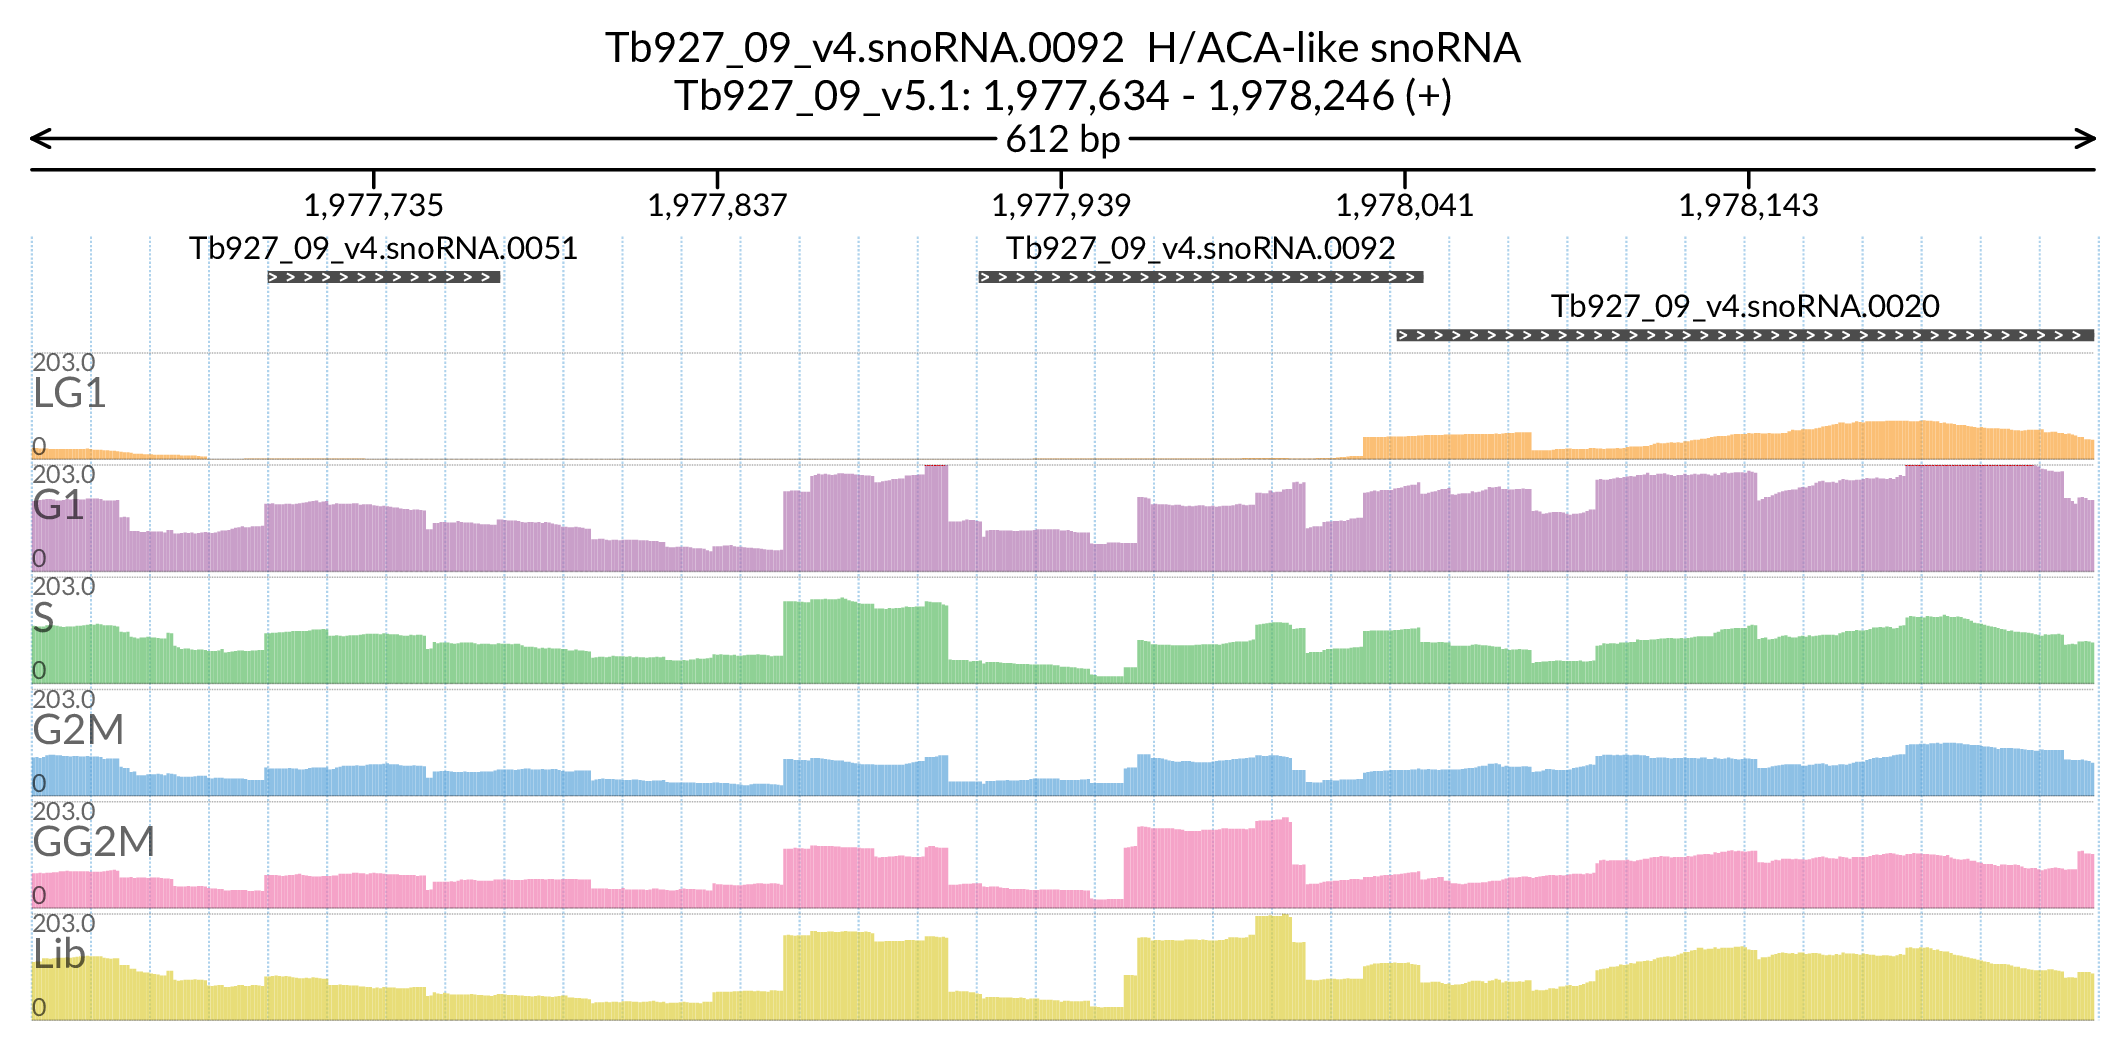 Tb927_09_v4.snoRNA.0092 H/ACA-like snoRNA
Tb927_09_v5.1: 1,977,634 - 1,978,246 (+)
612 bp
1,977,735 1,977,837 1,977,939 1,978,041 1,978,143
Tb927_09_v4.snoRNA.0051 Tb927_09_v4.snoRNA.0092
Tb927_09_v4.snoRNA.0020
203.0
LG1
0
203.0
G1
0
203.0
S
0
203.0
G2M
0
203.0
GG2M
0
203.0
Lib
0